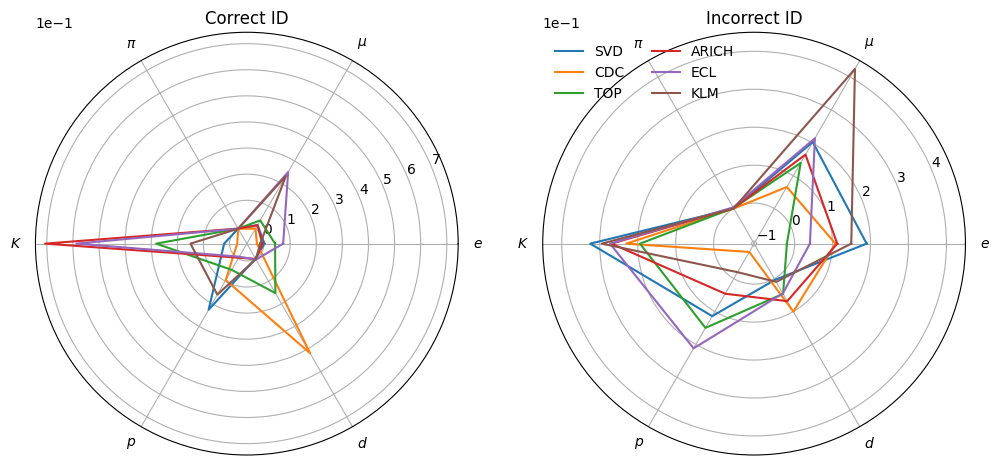 Correct ID
1e−1
π
μ
K
e
p
d
0
1
2
3
4
5
6
7
Incorrect ID
1e−1
π
μ
K
e
p
d
−1
0
1
2
3
4
SVD
CDC
TOP
ARICH
ECL
KLM